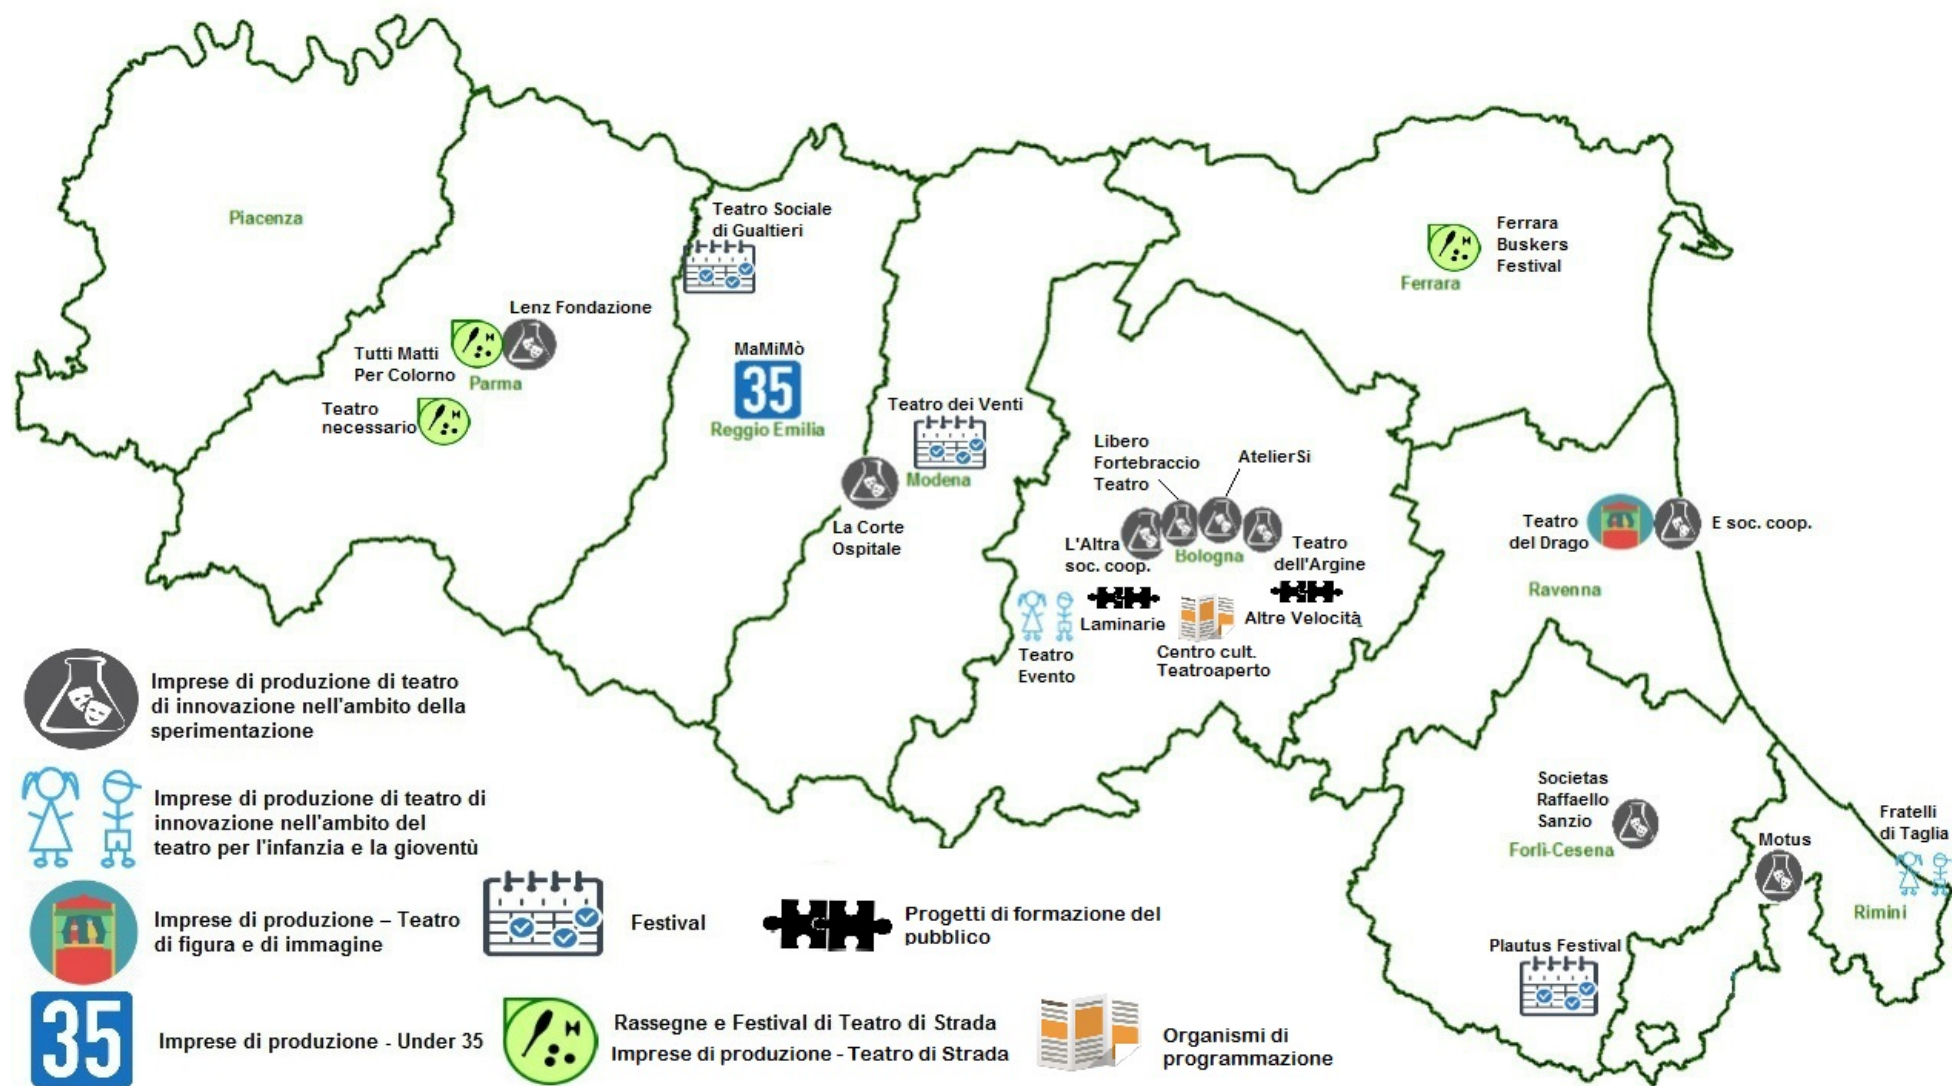 Piacenza
Teatro Sociale
di Gualtieri
Ferrara
Buskers
Festival
Ferrara
Lenz Fondazione
Tutti Matti
Per Colorno
Parma
Teatro
necessario
MaMiMò
35
Reggio Emilia
Teatro dei Venti
Modena
La Corte
Ospitale
Libero
Fortebraccio
Teatro
AtelierSi
L'Altra
soc. coop.
Bologna
Teatro
dell'Argine
Teatro
Evento
Laminarie
Centro cult.
Teatroaperto
Altre Velocità
Teatro
del Drago
E soc. coop.
Ravenna
Societas
Raffaello
Sanzio
Forlì-Cesena
Motus
Fratelli
di Taglia
Rimini
Plautus Festival
Imprese di produzione di teatro
di innovazione nell'ambito della
sperimentazione
Imprese di produzione di teatro di
innovazione nell'ambito del
teatro per l'infanzia e la gioventù
Imprese di produzione – Teatro
di figura e di immagine
Festival
Progetti di formazione del
pubblico
35
Imprese di produzione - Under 35
Rassegne e Festival di Teatro di Strada
Imprese di produzione - Teatro di Strada
Organismi di
programmazione